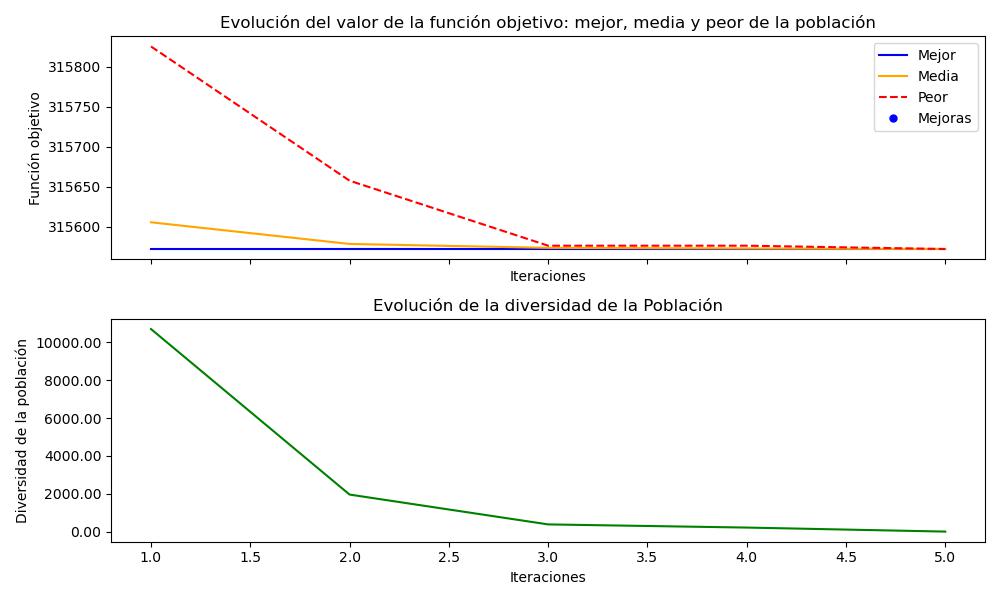 Evolución del valor de la función objetivo: mejor, media y peor de la población
Función objetivo
315800
315750
315700
315650
315600
Mejor
Media
Peor
Mejoras
Iteraciones
Evolución de la diversidad de la Población
Diversidad de la población
10000.00
8000.00
6000.00
4000.00
2000.00
0.00
1.0 1.5 2.0 2.5 3.0 3.5 4.0 4.5 5.0
Iteraciones